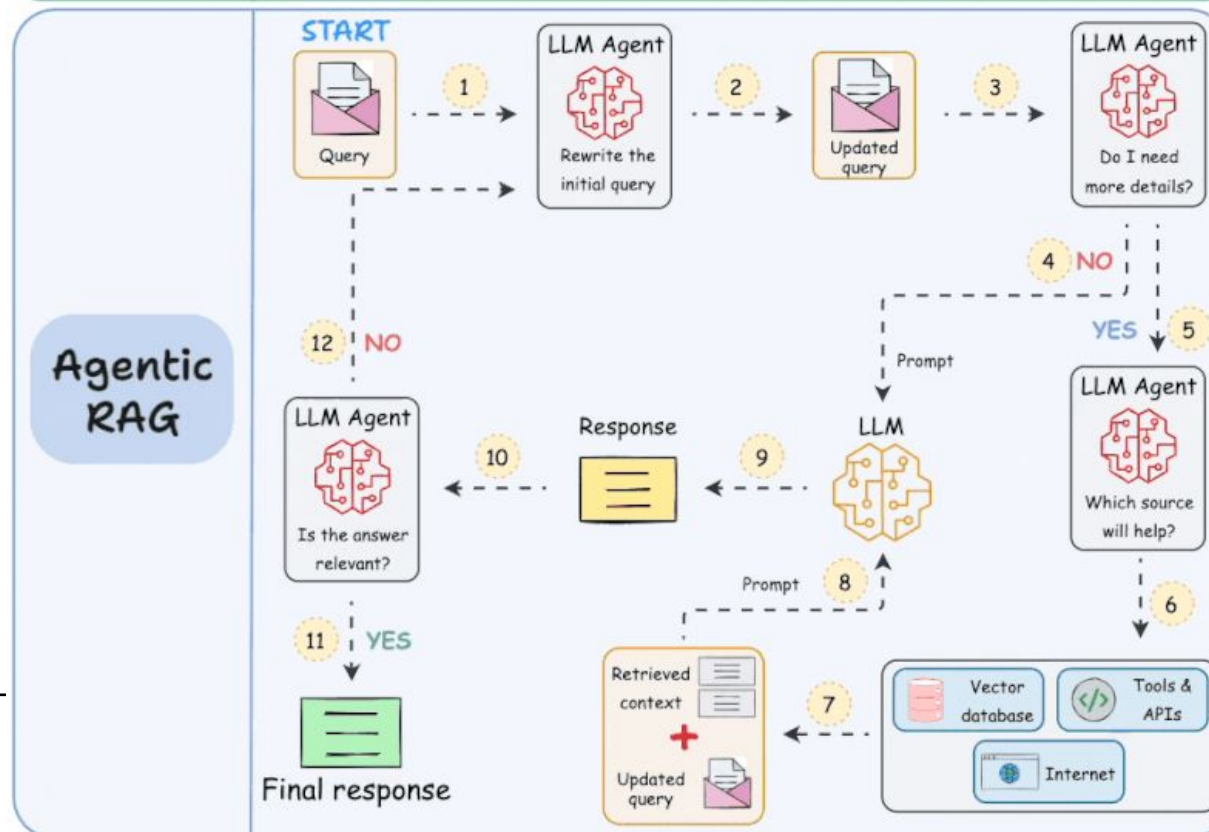 START
Query
1
LLM Agent
Rewrite the
initial query
2
Updated
query
3
LLM Agent
Do I need
more details?
4 NO
YES 5
Prompt
12 NO
Agentic
RAG
LLM Agent
Is the answer
relevant?
10
Response
9
LLM
LLM Agent
Which source
will help?
Prompt 8
6
11 YES
Final response
Retrieved
context
Updated
query
7
Vector
database
Tools &
APIs
Internet